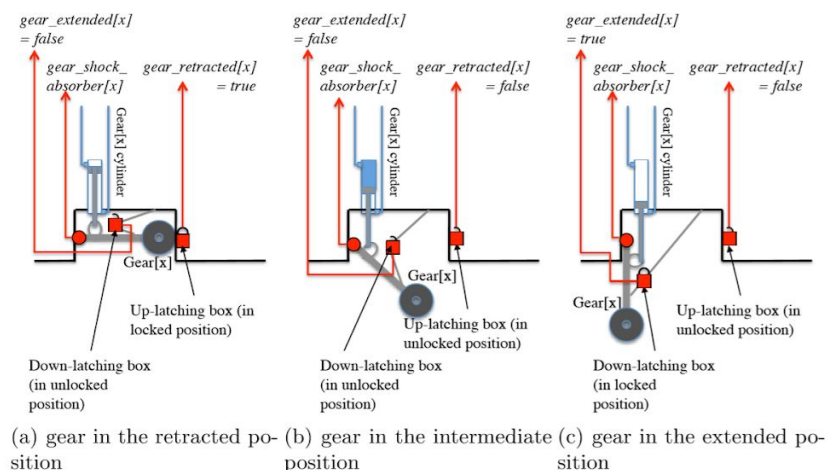 gear_extended[x]
= false
gear_shock_
absorber[x]
gear_retracted[x]
= true
Gear[x] cylinder
Gear[x]
Up-latching box (in
locked position)
Down-latching box
(in unlocked
position)
(a) gear in the retracted po-
sition
gear_extended[x]
= false
gear_shock_
absorber[x]
gear_retracted[x]
= false
Gear[x] cylinder
Gear[x]
Up-latching box (in
unlocked position)
Down-latching box
(in unlocked
position)
(b) gear in the intermediate
position
gear_extended[x]
= true
gear_shock_
absorber[x]
gear_retracted[x]
= false
Gear[x] cylinder
Gear[x]
Up-latching box (in
unlocked position)
Down-latching box
(in locked
position)
(c) gear in the extended
position